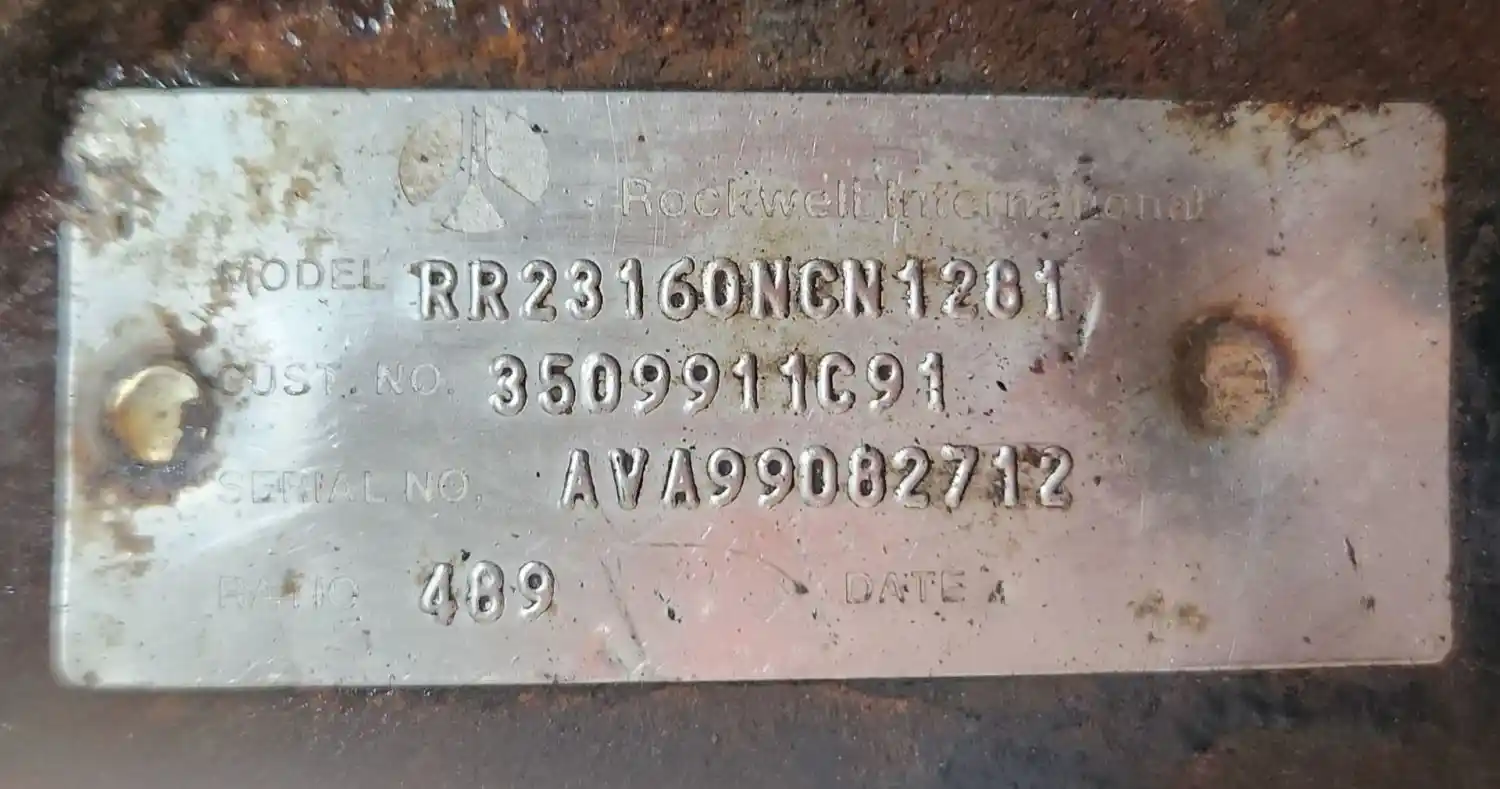 Rockwell International
MODEL RR23160NCN1281
CUST. NO. 3509911C91
SERIAL NO. AVA99082712
RATIO 489 DATE